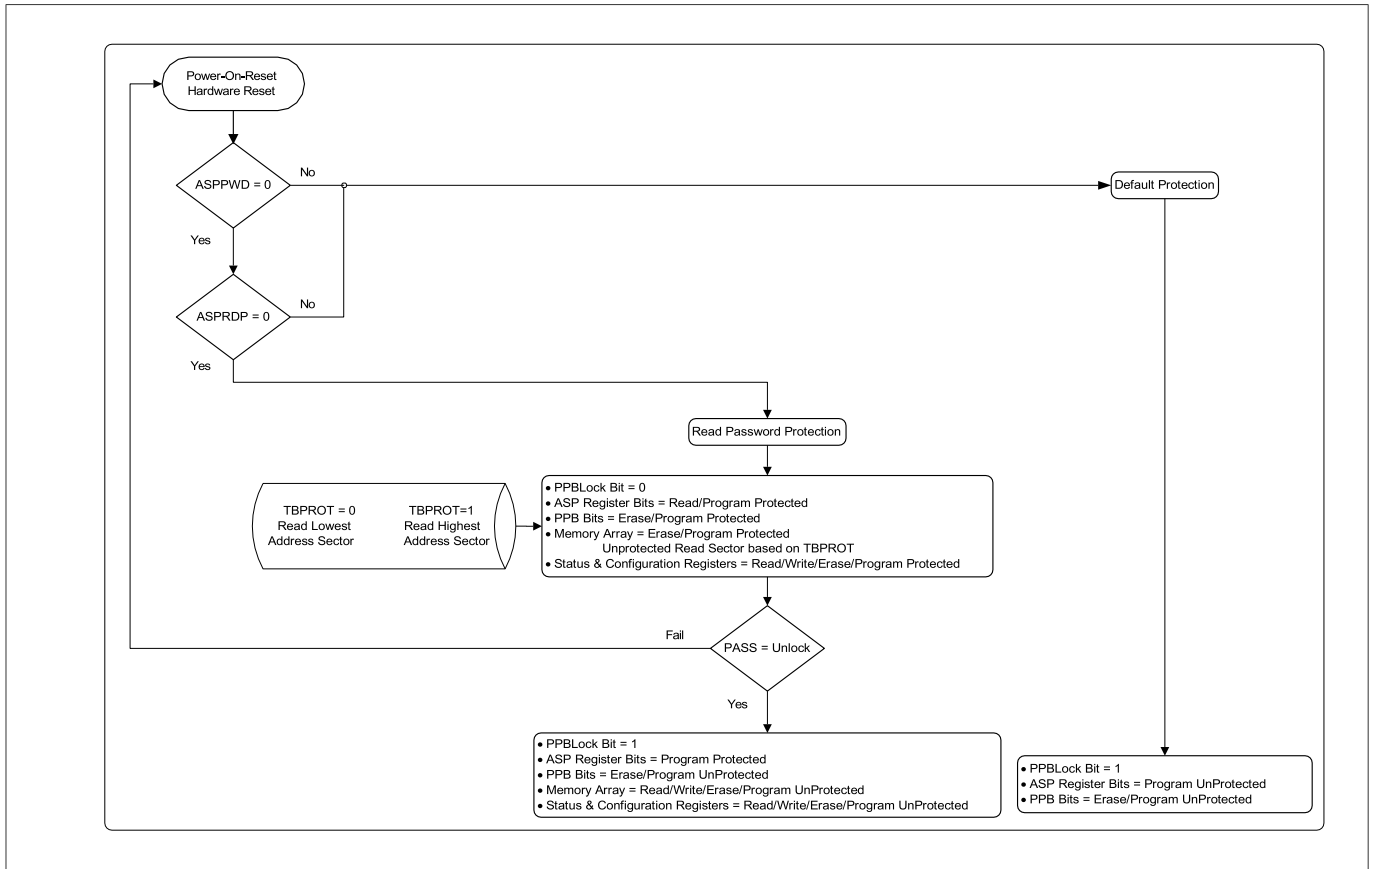 Power-On-Reset
Hardware Reset
ASPPWD = 0
No
Default Protection
Yes
ASPRDP = 0
No
Yes
Read Password Protection
TBPROT = 0
Read Lowest
Address Sector
TBPROT=1
Read Highest
Address Sector
• PPBLock Bit = 0
• ASP Register Bits = Read/Program Protected
• PPB Bits = Erase/Program Protected
• Memory Array = Erase/Program Protected
Unprotected Read Sector based on TBPROT
• Status & Configuration Registers = Read/Write/Erase/Program Protected
Fail
PASS = Unlock
Yes
• PPBLock Bit = 1
• ASP Register Bits = Program Protected
• PPB Bits = Erase/Program UnProtected
• Memory Array = Read/Write/Erase/Program UnProtected
• Status & Configuration Registers = Read/Write/Erase/Program UnProtected
• PPBLock Bit = 1
• ASP Register Bits = Program UnProtected
• PPB Bits = Erase/Program UnProtected